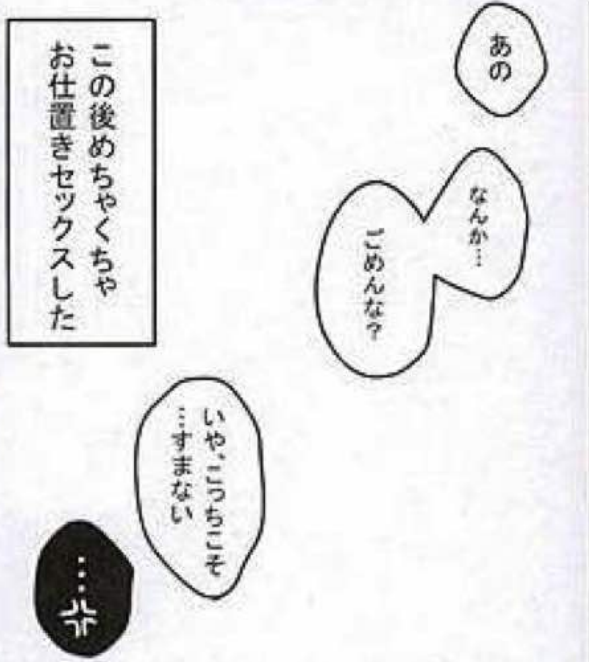 あの
なんか…
ごめんな？
いや、こっちこそ
…すまない
…
この後めちゃくちゃ
お仕置きセックスした